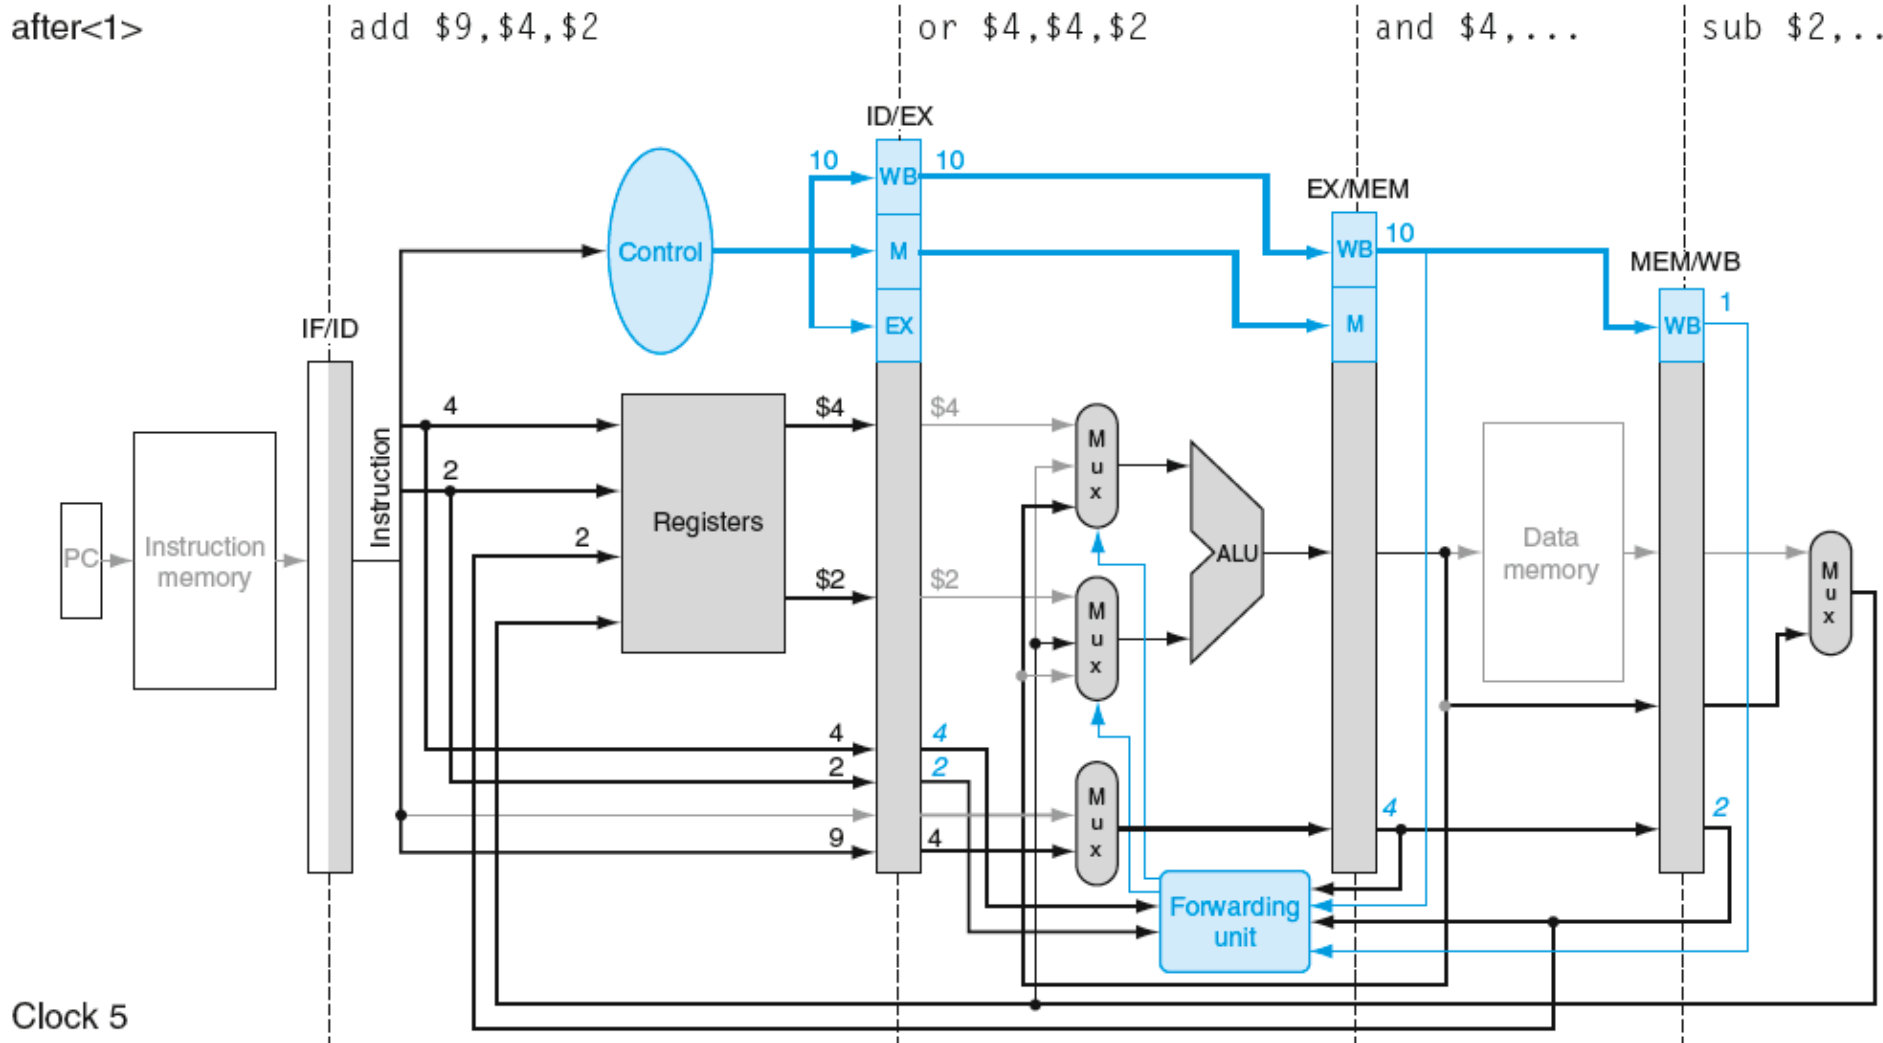 after<1>
add $9,$4,$2
or $4,$4,$2
and $4,...
sub $2,..
ID/EX
10
WB
10
EX/MEM
Control
M
WB
10
MEM/WB
1
IF/ID
EX
M
WB
4
$4
$4
M
u
x
Instruction
2
PC
Instruction
memory
Registers
2
ALU
Data
memory
M
u
x
$2
$2
M
u
x
4
4
2
2
M
u
x
9
4
4
2
Forwarding
unit
Clock 5